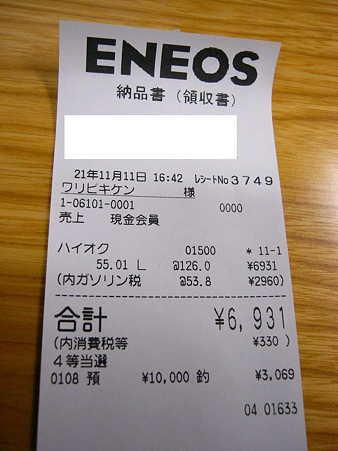 ENEOS
納品書（領収書）
21年11月11日 16:42 レシートNo3749
ワリビキケン 様
1-06101-0001 0000
売上 現金会員
ハイオク 01500 * 11-1
55.01 L @126.0 ¥6931
(内ガソリン税 @53.8 ¥2960)
合計 ¥6,931
(内消費税等 ¥330 )
4等当選
0108 預 ¥10,000 釣 ¥3,069
04 01633